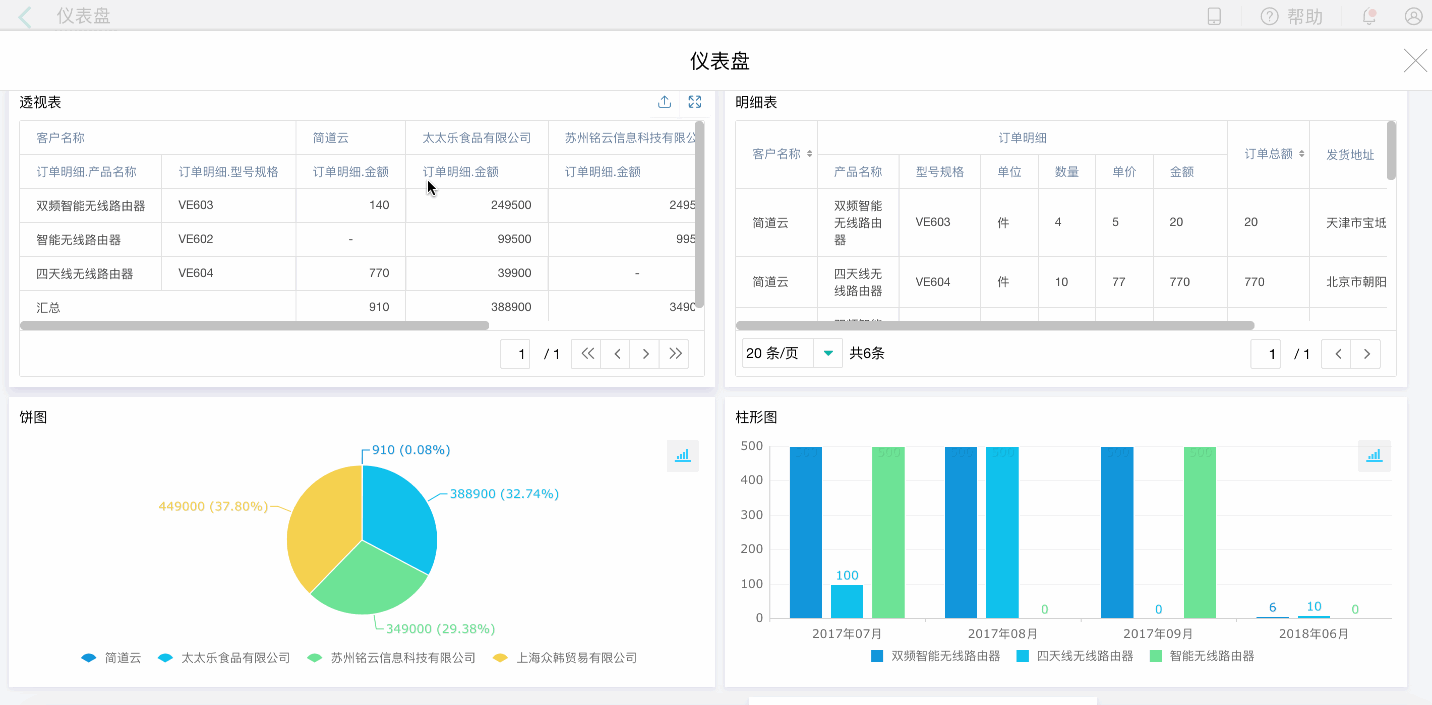 仪表盘
帮助
仪表盘
透视表
客户名称 简道云 太太乐食品有限公司 苏州铭云信息科技有限公
订单明细.产品名称 订单明细.型号规格 订单明细.金额 订单明细.金额 订单明细.金额
双频智能无线路由器 VE603 140 249500 2495
智能无线路由器 VE602 - 99500 995
四天线无线路由器 VE604 770 39900 -
汇总 910 388900 3490
1 / 1
明细表
客户名称 订单明细 订单总额 发货地址
产品名称 型号规格 单位 数量 单价 金额
简道云 双频智能无线路由器 VE603 件 4 5 20 20 天津市宝坻
简道云 四天线无线路由器 VE604 件 10 77 770 770 北京市朝阳
20 条/页 共6条 1 / 1
饼图
910 (0.08%)
388900 (32.74%)
449000 (37.80%)
349000 (29.38%)
简道云 太太乐食品有限公司 苏州铭云信息科技有限公司 上海众韩贸易有限公司
柱形图
500
400
300
200
100
0
100 0 0 6 10 0
2017年07月 2017年08月 2017年09月 2018年06月
双频智能无线路由器 四天线无线路由器 智能无线路由器